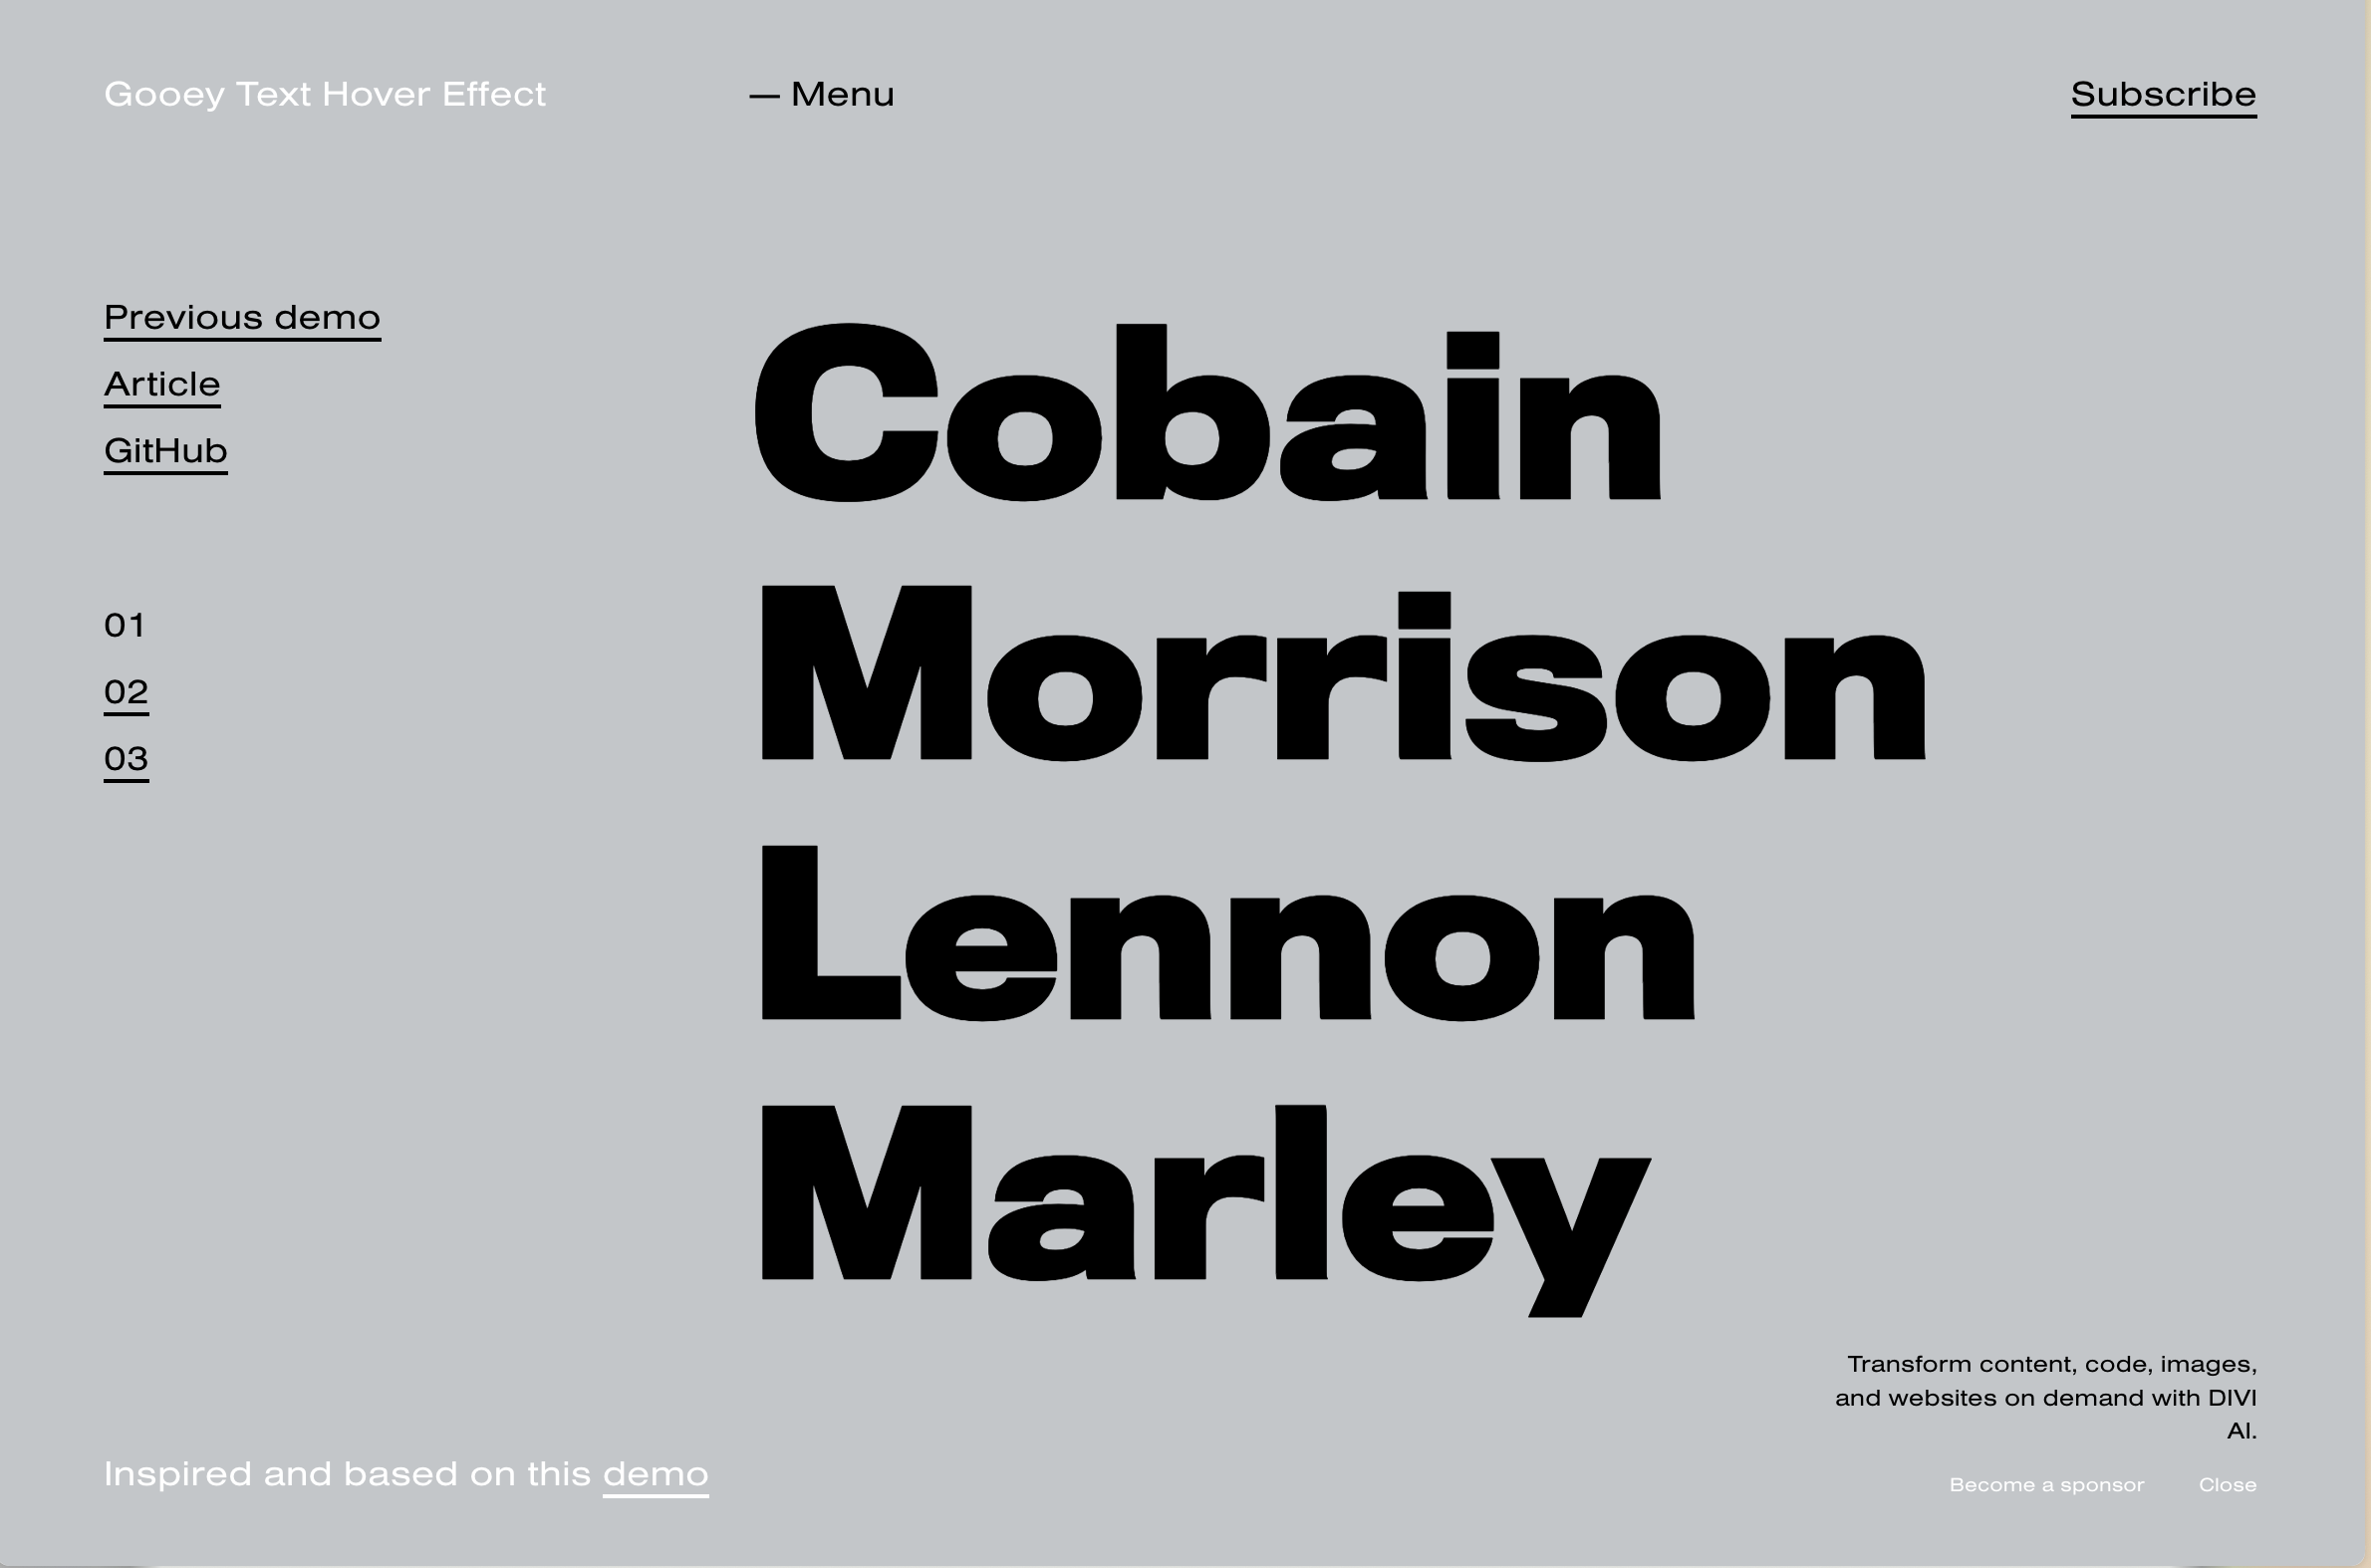 Gooey Text Hover Effect
— Menu
Subscribe
Previous demo
Article
GitHub
01
02
03
Cobain
Morrison
Lennon
Marley
Transform content, code, images,
and websites on demand with DIVI
AI.
Become a sponsor
Close
Inspired and based on this demo